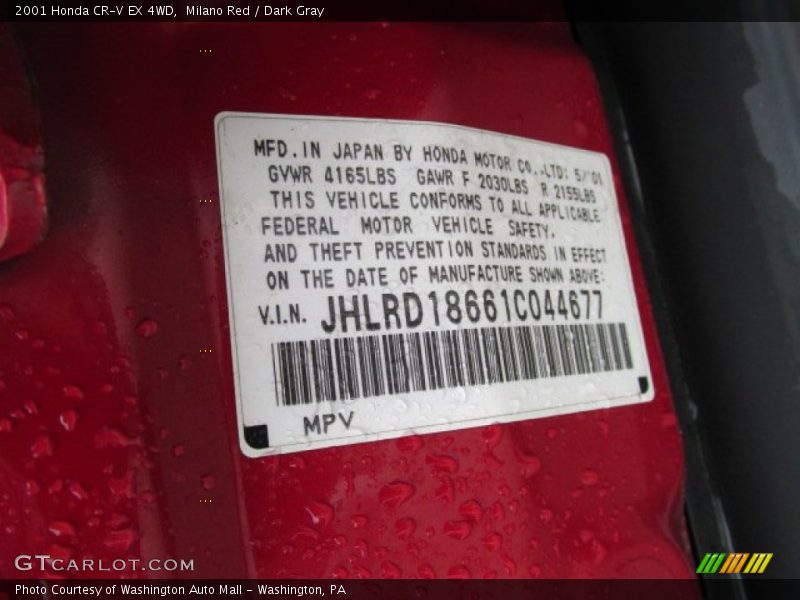 2001 Honda CR-V EX 4WD, Milano Red / Dark Gray
MFD. IN JAPAN BY HONDA MOTOR CO., LTD: 5/'01
GVWR 4165LBS GAWR F 2030LBS R 2155LBS
THIS VEHICLE CONFORMS TO ALL APPLICABLE
FEDERAL MOTOR VEHICLE SAFETY,
AND THEFT PREVENTION STANDARDS IN EFFECT
ON THE DATE OF MANUFACTURE SHOWN ABOVE:
V.I.N. JHLRD18661C044677
MPV
GTCARLOT.COM
Photo Courtesy of Washington Auto Mall - Washington, PA